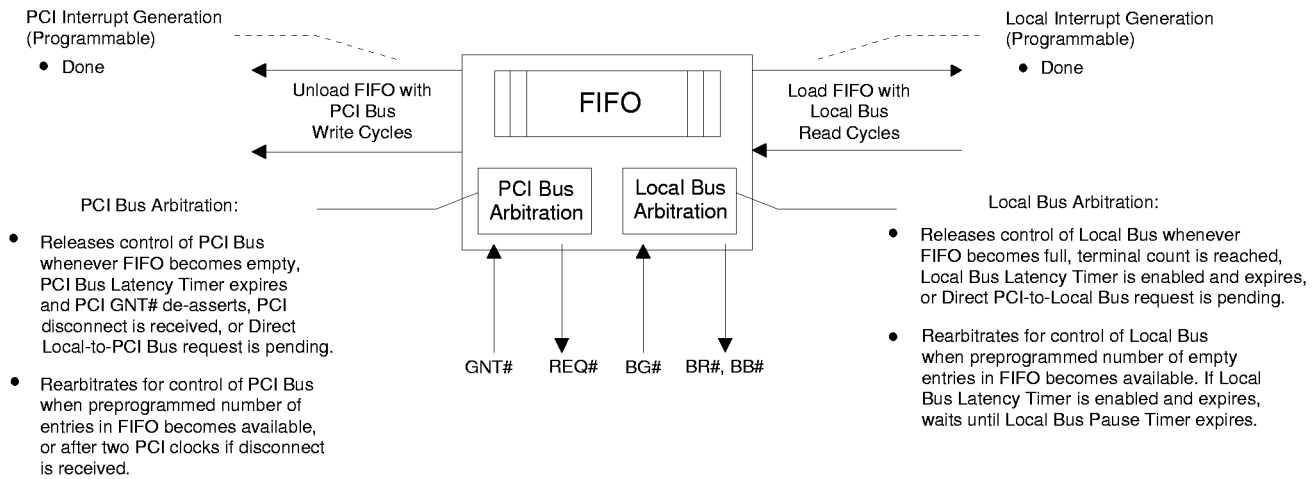 PCI Interrupt Generation
(Programmable)
• Done
Unload FIFO with
PCI Bus
Write Cycles
FIFO
Local Interrupt Generation
(Programmable)
• Done
Load FIFO with
Local Bus
Read Cycles
PCI Bus
Arbitration
Local Bus
Arbitration
PCI Bus Arbitration:
• Releases control of PCI Bus
whenever FIFO becomes empty,
PCI Bus Latency Timer expires
and PCI GNT# de-asserts, PCI
disconnect is received, or Direct
Local-to-PCI Bus request is pending.
• Rearbitrates for control of PCI Bus
when preprogrammed number of
entries in FIFO becomes available,
or after two PCI clocks if disconnect
is received.
GNT#
REQ#
BG#
BR#, BB#
Local Bus Arbitration:
• Releases control of Local Bus whenever
FIFO becomes full, terminal count is reached,
Local Bus Latency Timer is enabled and expires,
or Direct PCI-to-Local Bus request is pending.
• Rearbitrates for control of Local Bus
when preprogrammed number of empty
entries in FIFO becomes available. If Local
Bus Latency Timer is enabled and expires,
waits until Local Bus Pause Timer expires.